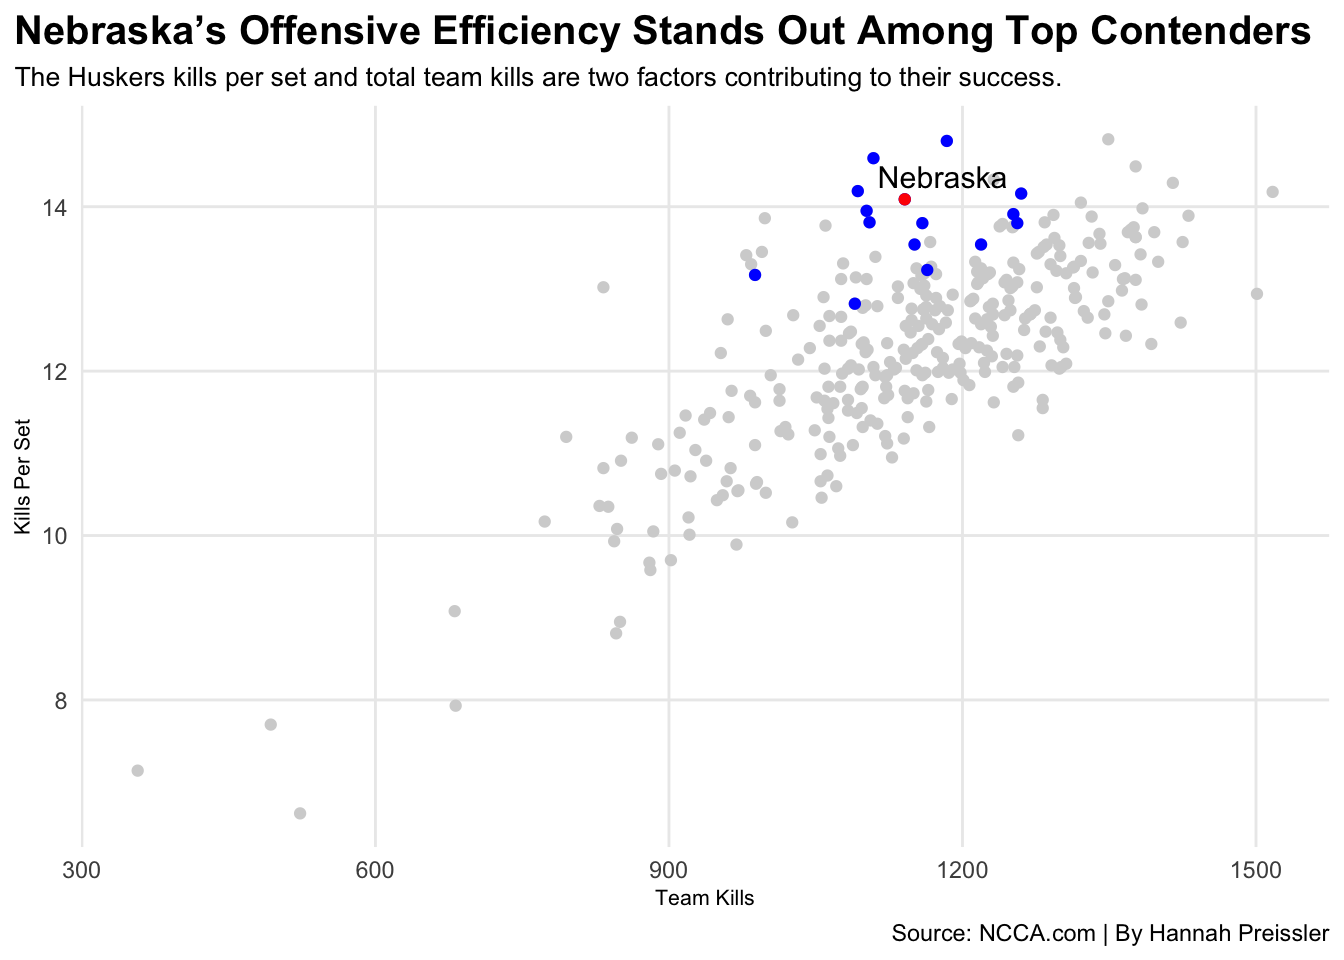 Nebraska’s Offensive Efficiency Stands Out Among Top Contenders
The Huskers kills per set and total team kills are two factors contributing to their success.
Nebraska
14
12
10
8
Kills Per Set
300 600 900 1200 1500
Team Kills
Source: NCCA.com | By Hannah Preissler